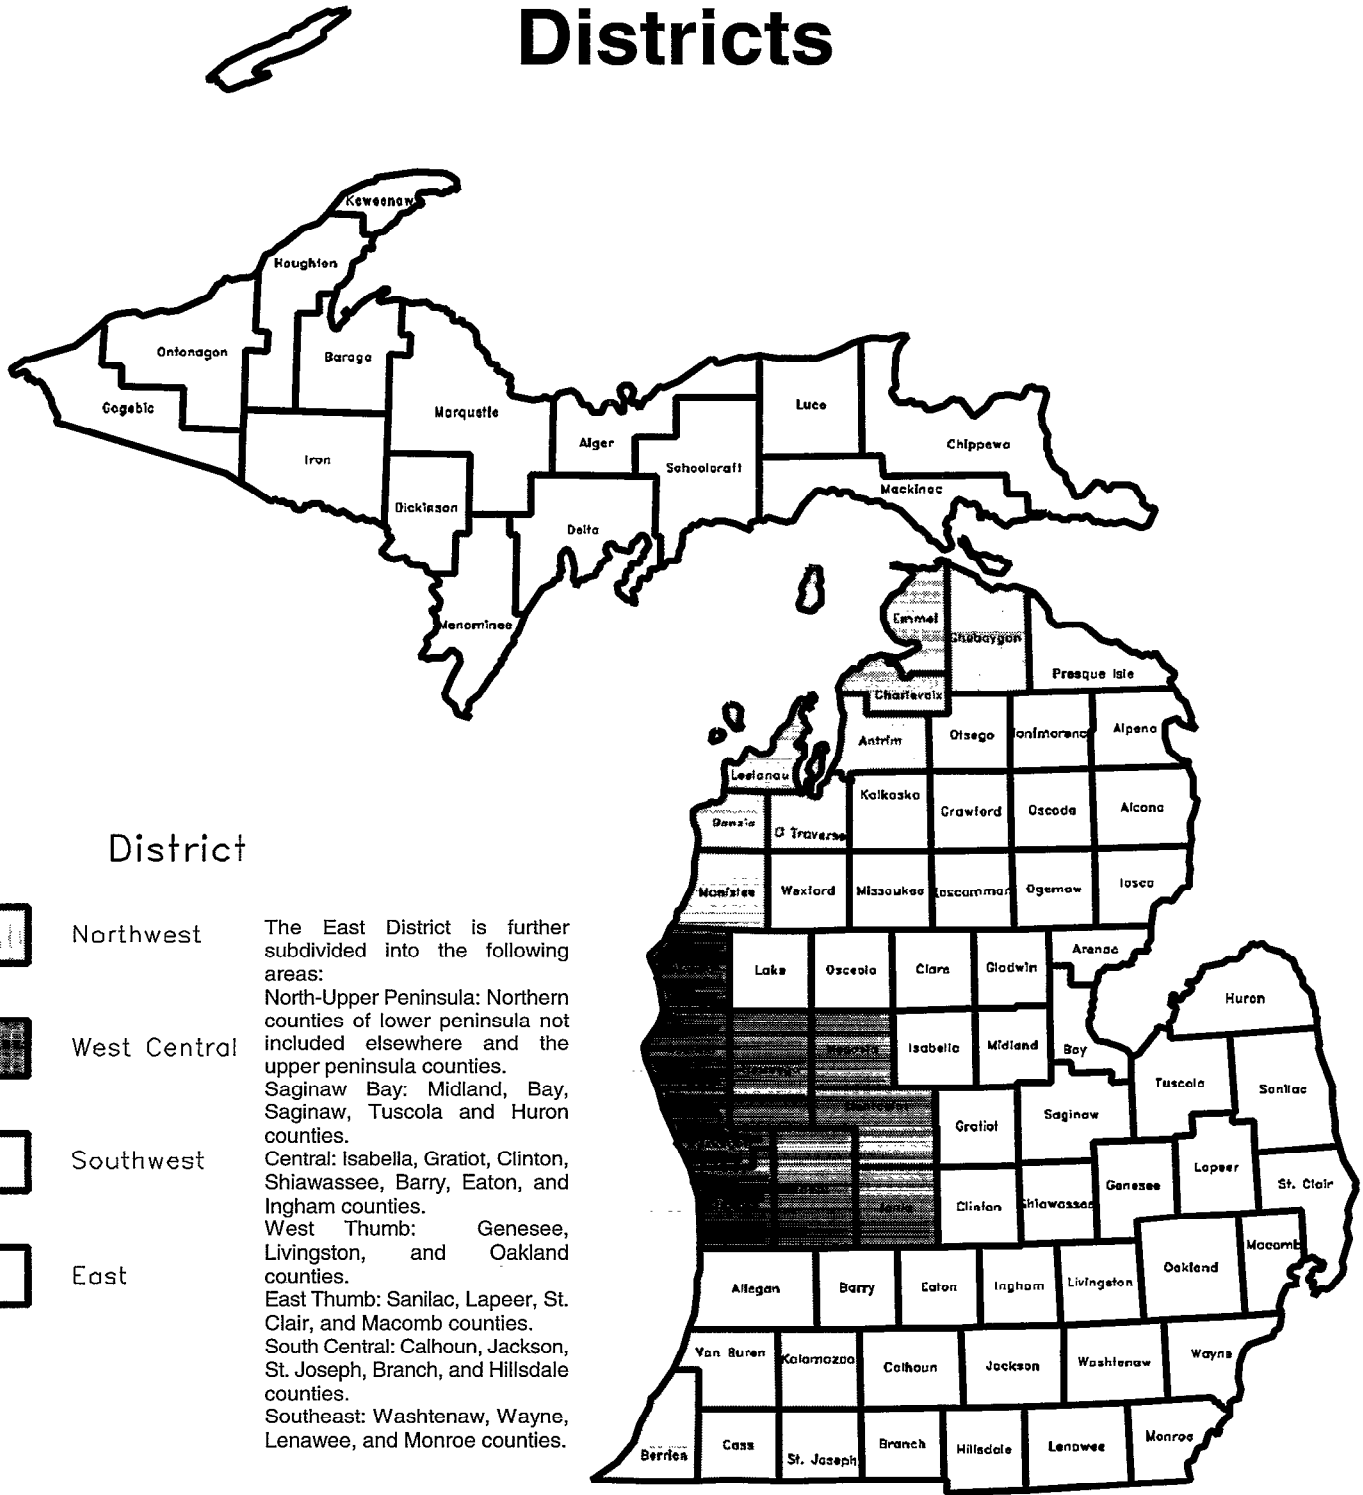 Districts
Keweenaw
Houghton
Ontonagon
Baraga
Gogebic
Marquette
Luce
Alger
Chippewa
Iron
Schoolcraft
Mackinac
Dickinson
Delta
Menominee
Emmet
Cheboygan
Presque Isle
Charlevoix
Antrim
Otsego
Alpena
Leelanau
Kalkaska
Crawford
Oscoda
Alcona
Benzie
G Traverse
Manistee
Wexford
Missaukee
Ogemaw
Iosco
Arenac
Lake
Osceola
Clare
Gladwin
Huron
Isabella
Midland
Bay
Tuscola
Sanilac
Saginaw
Gratiot
Lapeer
Genesee
St. Clair
Ionia
Clinton
Shiawassee
Macomb
Oakland
Allegan
Barry
Eaton
Ingham
Livingston
Van Buren
Kalamazoo
Calhoun
Jackson
Washtenaw
Wayne
Berrien
Cass
St. Joseph
Branch
Hillsdale
Lenawee
Monroe
District
Northwest
West Central
Southwest
East
The East District is further
subdivided into the following
areas:
North-Upper Peninsula: Northern
counties of lower peninsula not
included elsewhere and the
upper peninsula counties.
Saginaw Bay: Midland, Bay,
Saginaw, Tuscola and Huron
counties.
Central: Isabella, Gratiot, Clinton,
Shiawassee, Barry, Eaton, and
Ingham counties.
West Thumb: Genesee,
Livingston, and Oakland
counties.
East Thumb: Sanilac, Lapeer, St.
Clair, and Macomb counties.
South Central: Calhoun, Jackson,
St. Joseph, Branch, and Hillsdale
counties.
Southeast: Washtenaw, Wayne,
Lenawee, and Monroe counties.